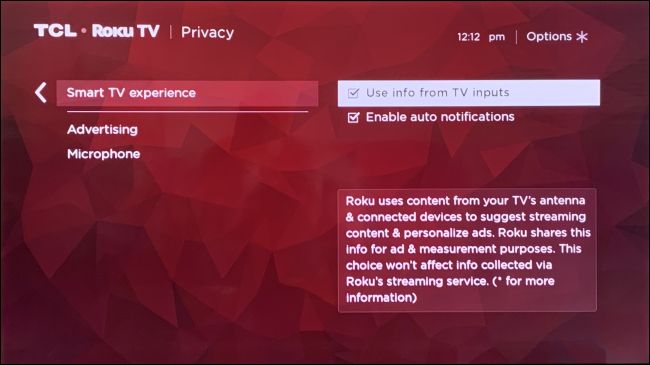 TCL • Roku TV | Privacy
12:12 pm | Options ✱
Smart TV experience
Advertising
Microphone
Use info from TV inputs
Enable auto notifications
Roku uses content from your TV's antenna
& connected devices to suggest streaming
content & personalize ads. Roku shares this
info for ad & measurement purposes. This
choice won't affect info collected via
Roku's streaming service. (* for more
information)